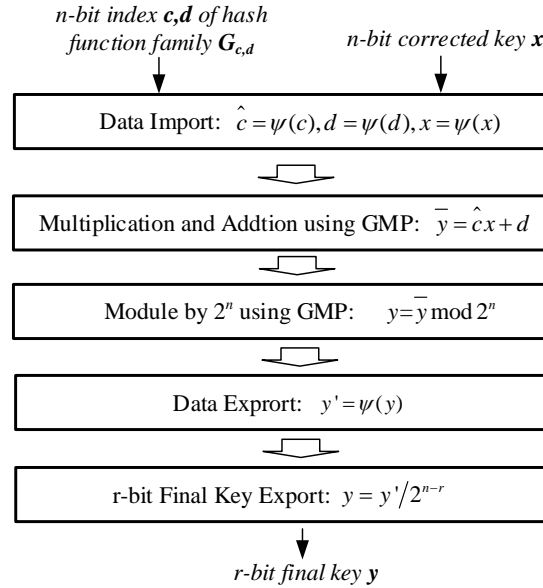 n-bit index c,d of hash
function family G_{c,d}
n-bit corrected key x
Data Import: ĉ = ψ(c), d = ψ(d), x = ψ(x)
Multiplication and Addtion using GMP: y̅ = ĉx + d
Module by 2^n using GMP: y = y̅ mod 2^n
Data Exprort: y' = ψ(y)
r-bit Final Key Export: y = y'/2^{n-r}
r-bit final key y